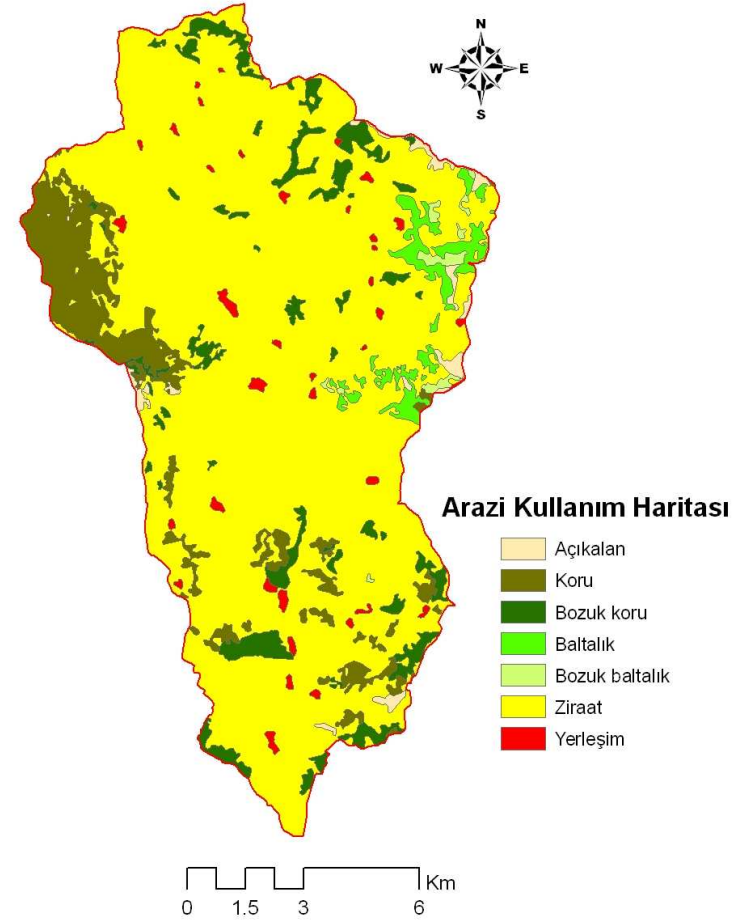 N
W E
S
Arazi Kullanım Haritası
Açıkalan
Koru
Bozuk koru
Baltalık
Bozuk baltalık
Ziraat
Yerleşim
Km
0 1.5 3 6